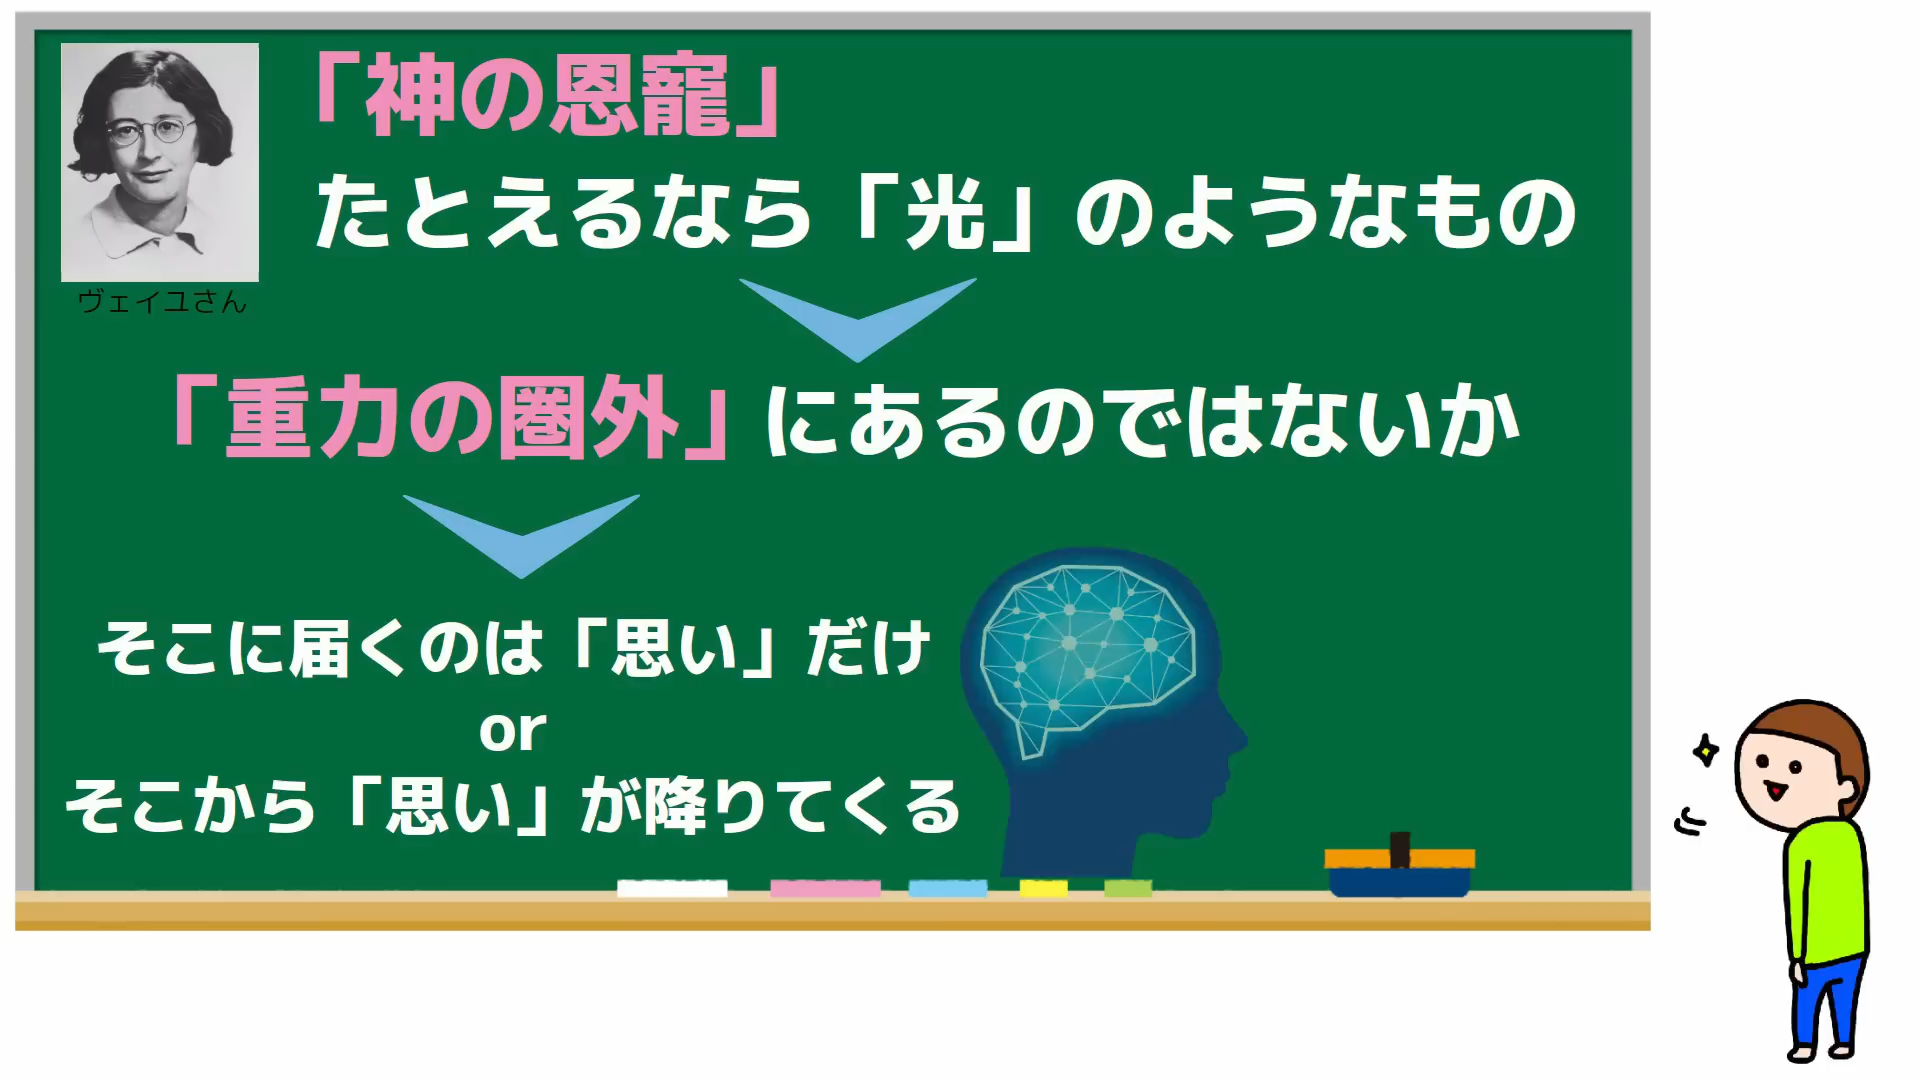 「神の恩寵」
たとえるなら「光」のようなもの
ヴェイユさん
「重力の圏外」にあるのではないか
そこに届くのは「思い」だけ
or
そこから「思い」が降りてくる